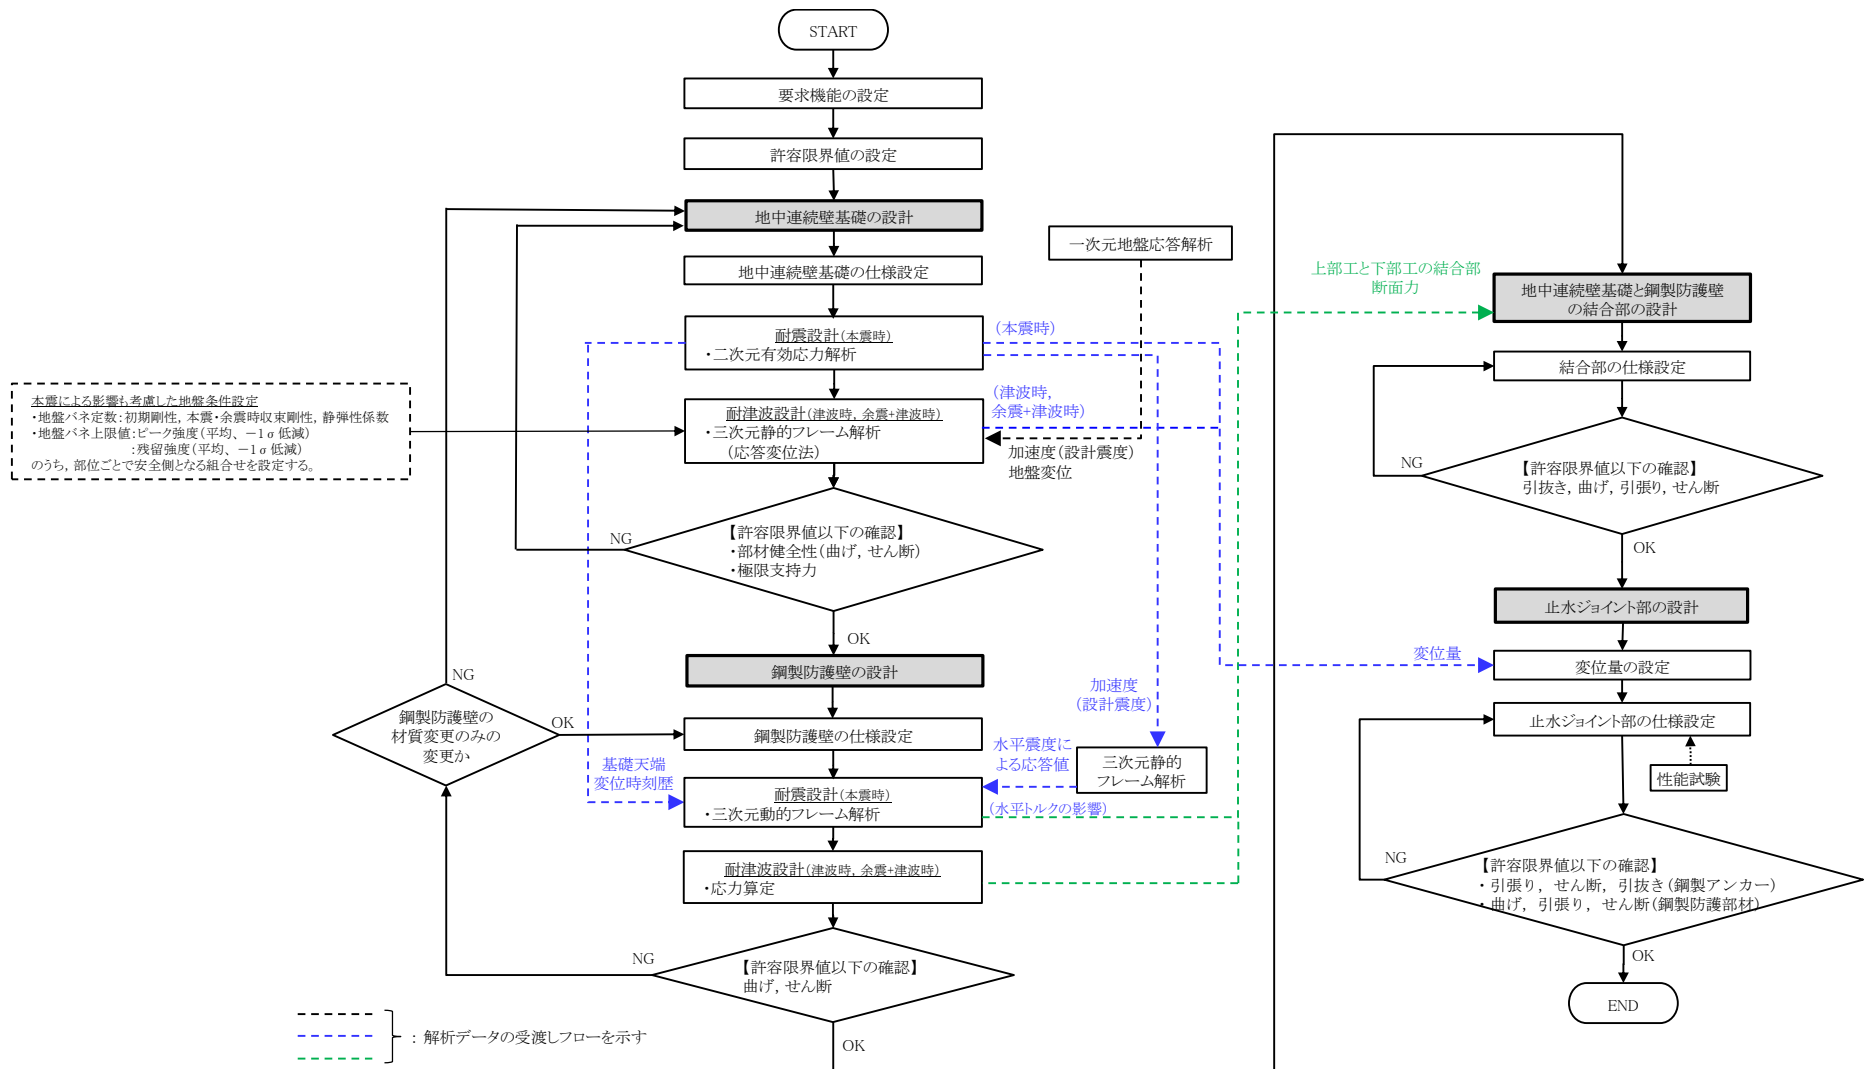 START
要求機能の設定
許容限界値の設定
地中連続壁基礎の設計
地中連続壁基礎の仕様設定
耐震設計(本震時)
・二次元有効応力解析
耐津波設計(津波時, 余震+津波時)
・三次元静的フレーム解析
(応答変位法)
本震による影響も考慮した地盤条件設定
・地盤バネ定数：初期剛性, 本震・余震時収束剛性, 静弾性係数
・地盤バネ上限値：ピーク強度(平均、－1σ低減)
：残留強度(平均、－1σ低減)
のうち, 部位ごとで安全側となる組合せを設定する。
一次元地盤応答解析
(本震時)
(津波時,
余震+津波時)
加速度(設計震度)
地盤変位
【許容限界値以下の確認】
・部材健全性(曲げ, せん断)
・極限支持力
NG
OK
鋼製防護壁の設計
NG
鋼製防護壁の
材質変更のみの
変更か
OK
鋼製防護壁の仕様設定
基礎天端
変位時刻歴
耐震設計(本震時)
・三次元動的フレーム解析
加速度
(設計震度)
水平震度に
よる応答値
三次元静的
フレーム解析
(水平トルクの影響)
耐津波設計(津波時, 余震+津波時)
・応力算定
NG
【許容限界値以下の確認】
曲げ, せん断
OK
：解析データの受渡しフローを示す
上部工と下部工の結合部
断面力
地中連続壁基礎と鋼製防護壁
の結合部の設計
結合部の仕様設定
NG
【許容限界値以下の確認】
引抜き, 曲げ, 引張り, せん断
OK
止水ジョイント部の設計
変位量
変位量の設定
止水ジョイント部の仕様設定
性能試験
NG
【許容限界値以下の確認】
・引張り, せん断, 引抜き(鋼製アンカー)
・曲げ, 引張り, せん断(鋼製防護部材)
OK
END